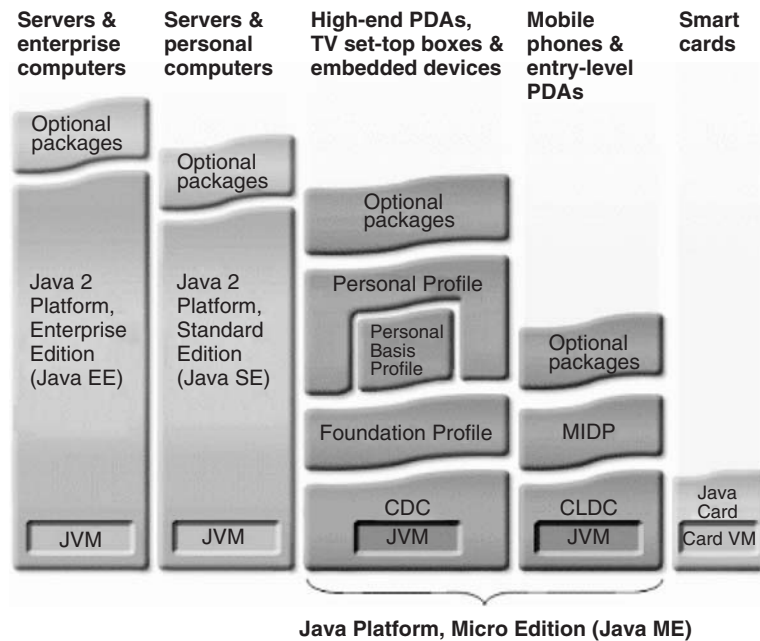 Servers &
enterprise
computers
Servers &
personal
computers
High-end PDAs,
TV set-top boxes &
embedded devices
Mobile
phones &
entry-level
PDAs
Smart
cards
Optional
packages
Java 2
Platform,
Enterprise
Edition
(Java EE)
JVM
Optional
packages
Java 2
Platform,
Standard
Edition
(Java SE)
JVM
Optional
packages
Personal Profile
Personal
Basis
Profile
Foundation Profile
CDC
JVM
Optional
packages
MIDP
CLDC
JVM
Java
Card
Card VM
Java Platform, Micro Edition (Java ME)